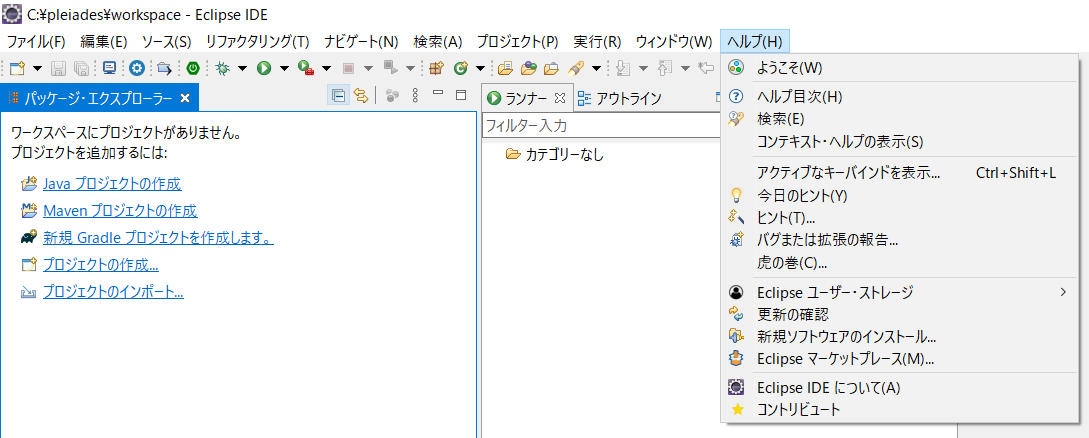 C:¥pleiades¥workspace - Eclipse IDE
ファイル(F) 編集(E) ソース(S) リファクタリング(T) ナビゲート(N) 検索(A) プロジェクト(P) 実行(R) ウィンドウ(W) ヘルプ(H)
パッケージ・エクスプローラー
ワークスペースにプロジェクトがありません。
プロジェクトを追加するには:
Java プロジェクトの作成
Maven プロジェクトの作成
新規 Gradle プロジェクトを作成します。
プロジェクトの作成...
プロジェクトのインポート...
ランナー アウトライン
フィルター入力
カテゴリーなし
ようこそ(W)
ヘルプ目次(H)
検索(E)
コンテキスト・ヘルプの表示(S)
アクティブなキーバインドを表示... Ctrl+Shift+L
今日のヒント(Y)
ヒント(T)...
バグまたは拡張の報告...
虎の巻(C)...
Eclipse ユーザー・ストレージ
更新の確認
新規ソフトウェアのインストール...
Eclipse マーケットプレース(M)...
Eclipse IDE について(A)
コントリビュート